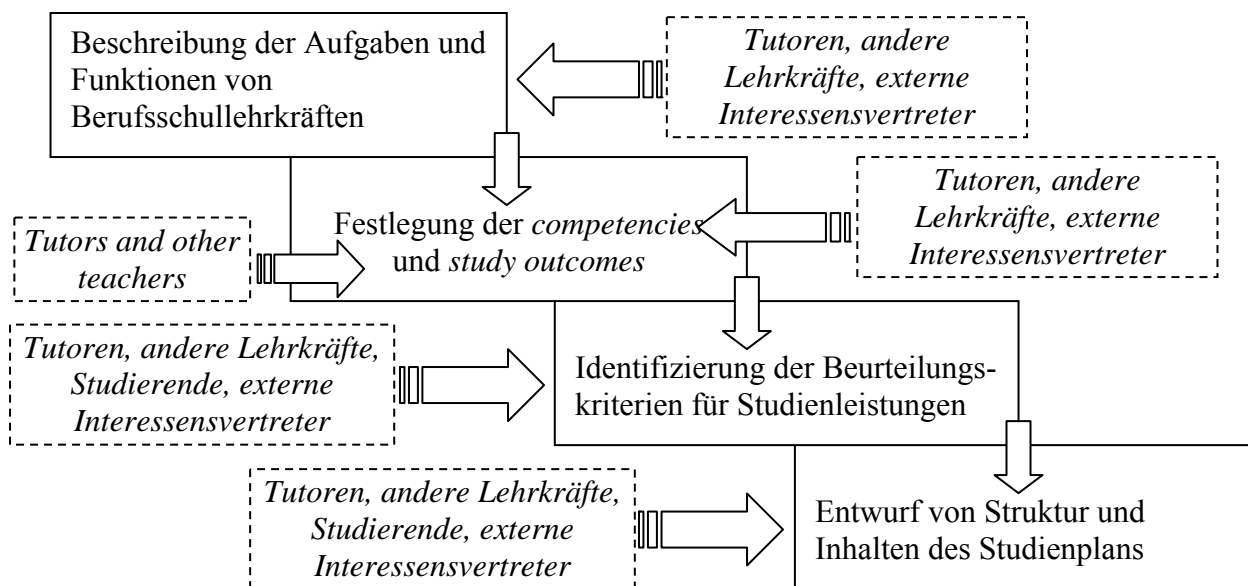 Beschreibung der Aufgaben und
Funktionen von
Berufsschullehrkräften
Tutoren, andere
Lehrkräfte, externe
Interessensvertreter
Festlegung der competencies
und study outcomes
Tutoren, andere
Lehrkräfte, externe
Interessensvertreter
Tutors and other
teachers
Identifizierung der Beurteilungs-
kriterien für Studienleistungen
Tutoren, andere Lehrkräfte,
Studierende, externe
Interessensvertreter
Entwurf von Struktur und
Inhalten des Studienplans
Tutoren, andere Lehrkräfte,
Studierende, externe
Interessensvertreter